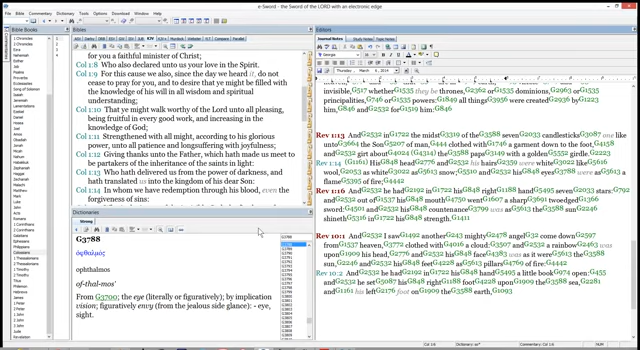 e-Sword - the Sword of the LORD with an electronic edge
File Bible Commentary Dictionary Tools Options Download Window Help
Bible Books
Bibles
Editors
1 Chronicles
2 Chronicles
Ezra
Nehemiah
Esther
Job
Psalms
Proverbs
Ecclesiastes
Song of Solomon
Isaiah
Jeremiah
Lamentations
Ezekiel
Daniel
Hosea
Joel
Amos
Obadiah
Jonah
Micah
Nahum
Habakkuk
Zephaniah
Haggai
Zechariah
Malachi
Matthew
Mark
Luke
John
Acts
Romans
1 Corinthians
2 Corinthians
Galatians
Ephesians
Philippians
Colossians
1 Thessalonians
2 Thessalonians
1 Timothy
2 Timothy
Titus
Philemon
Hebrews
James
1 Peter
2 Peter
1 John
2 John
3 John
Jude
Revelation
for you a faithful minister of Christ;
Col 1:8 Who also declared unto us your love in the Spirit.
Col 1:9 For this cause we also, since the day we heard it, do not
cease to pray for you, and to desire that ye might be filled with
the knowledge of his will in all wisdom and spiritual
understanding;
Col 1:10 That ye might walk worthy of the Lord unto all pleasing,
being fruitful in every good work, and increasing in the
knowledge of God;
Col 1:11 Strengthened with all might, according to his glorious
power, unto all patience and longsuffering with joyfulness;
Col 1:12 Giving thanks unto the Father, which hath made us meet to
be partakers of the inheritance of the saints in light:
Col 1:13 Who hath delivered us from the power of darkness, and
hath translated us into the kingdom of his dear Son:
Col 1:14 In whom we have redemption through his blood, even the
forgiveness of sins:
Dictionaries
Strong
G3788
ὀφθαλμός
ophthalmos
of-thal-mos'
From G3700; the eye (literally or figuratively); by implication
vision; figuratively envy (from the jealous side glance): - eye,
sight.
Journal Notes Study Notes Topic Notes
Georgia
Thursday , March 6, 2014
invisible,G517 whether G1535 they be thrones,G2362 or G1535 dominions,G2963 or G1535
principalities,G746 or G1535 powers:G1849 all things G3956 were created G2936 by G1223
him,G846 and G2532 for G1519 him:G846
Rev 1:13 And G2532 in G1722 the midst G3319 of the G3588 seven G2033 candlesticks G3087 one like
unto G3664 the Son G5207 of man,G444 clothed with G1746 a garment down to the foot,G4158
and G2532 girt about G4024 (G4314) the G3588 paps G3149 with a golden G5552 girdle.G2223
Rev 1:14 (G1161) His G848 head G2776 and G2532 his hairs G2359 were white G3022 like G5616
wool,G2053 as white G3022 as G5613 snow;G5510 and G2532 his G848 eyes G3788 were as G5613 a
flame G5395 of fire;G4442
Rev 1:16 And G2532 he had G2192 in G1722 his G848 right G1188 hand G5495 seven G2033 stars:G792
and G2532 out of G1537 his G848 mouth G4750 went G1607 a sharp G3691 twoedged G1366
sword:G4501 and G2532 his G848 countenance G3799 was as G5613 the G3588 sun G2246
shineth G5316 in G1722 his G848 strength.G1411
Rev 10:1 And G2532 I saw G1492 another G243 mighty G2478 angel G32 come down G2597
from G1537 heaven,G3772 clothed with G4016 a cloud:G3507 and G2532 a rainbow G2463 was
upon G1909 his head,G2776 and G2532 his G848 face G4383 was as it were G5613 the G3588
sun,G2246 and G2532 his G848 feet G4228 as G5613 pillars G4769 of fire:G4442
Rev 10:2 And G2532 he had G2192 in G1722 his G848 hand G5495 a little book G974 open:G455
and G2532 he set G5087 his G848 right G1188 foot G4228 upon G1909 the G3588 sea,G2281
and G1161 his left G2176 foot on G1909 the G3588 earth,G1093